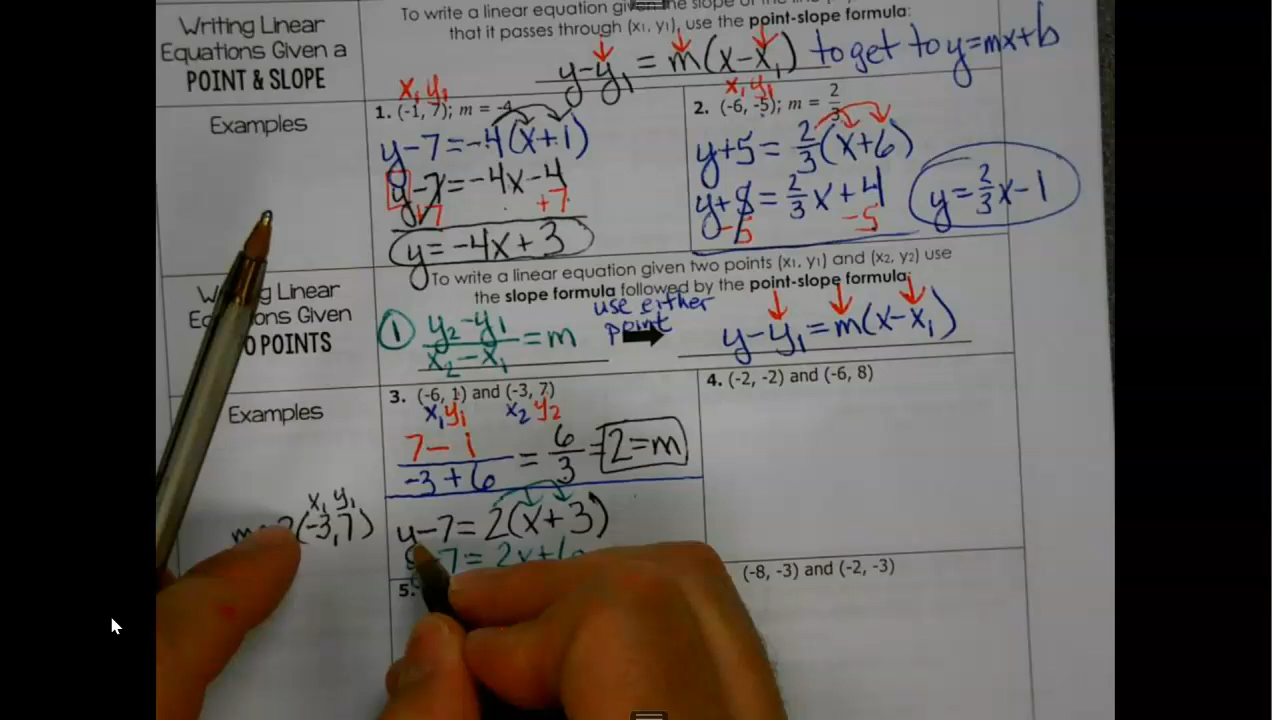 Writing Linear
Equations Given a
POINT & SLOPE
To write a linear equation given the slope of the line
that it passes through (x₁, y₁), use the point-slope formula:
y-y₁ = m(x-x₁) to get to y=mx+b
Examples
x₁ y₁
1. (-1, 7); m = -4
y-7=-4(x+1)
y-7=-4x-4
+7 +7
y=-4x+3
x₁ y₁
2. (-6, -5); m = 2/3
y+5 = 2/3(x+6)
y+5 = 2/3x+4
-5 -5
y=2/3x-1
Linear
Given
POINTS
To write a linear equation given two points (x₁, y₁) and (x₂, y₂) use
the slope formula followed by the point-slope formula:
① y₂-y₁/x₂-x₁ = m
use either
point
y-y₁=m(x-x₁)
Examples
3. (-6, 1) and (-3, 7)
x₁ y₁ x₂ y₂
7-1/-3+6 = 6/3 = 2=m
x₁ y₁
(-3,7)
y-7=2(x+3)
-7=2x+6
4. (-2, -2) and (-6, 8)
5.
(-8, -3) and (-2, -3)